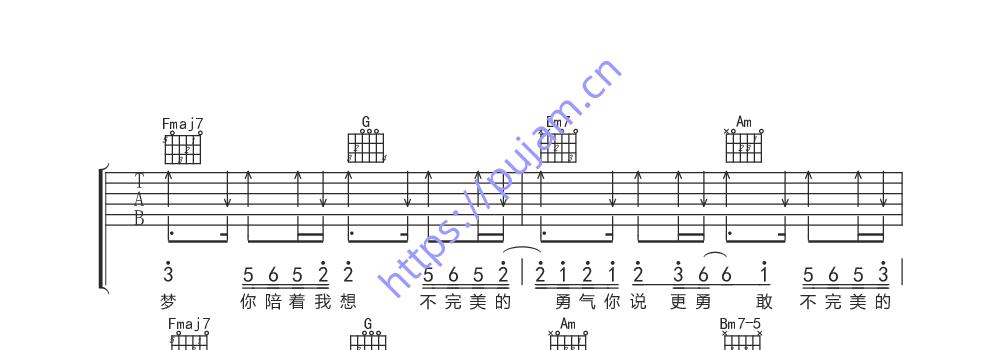 Fmaj7 G Em7 Am
T
A
B
3 5 6 5 2 2 5 6 5 2 2 1 2 1 2 3 6 6 1 5 6 5 3
梦 你陪着我想 不完美的 勇气你说更勇 敢 不完美的
Fmaj7 G Am Bm7-5
https://pujam.cn